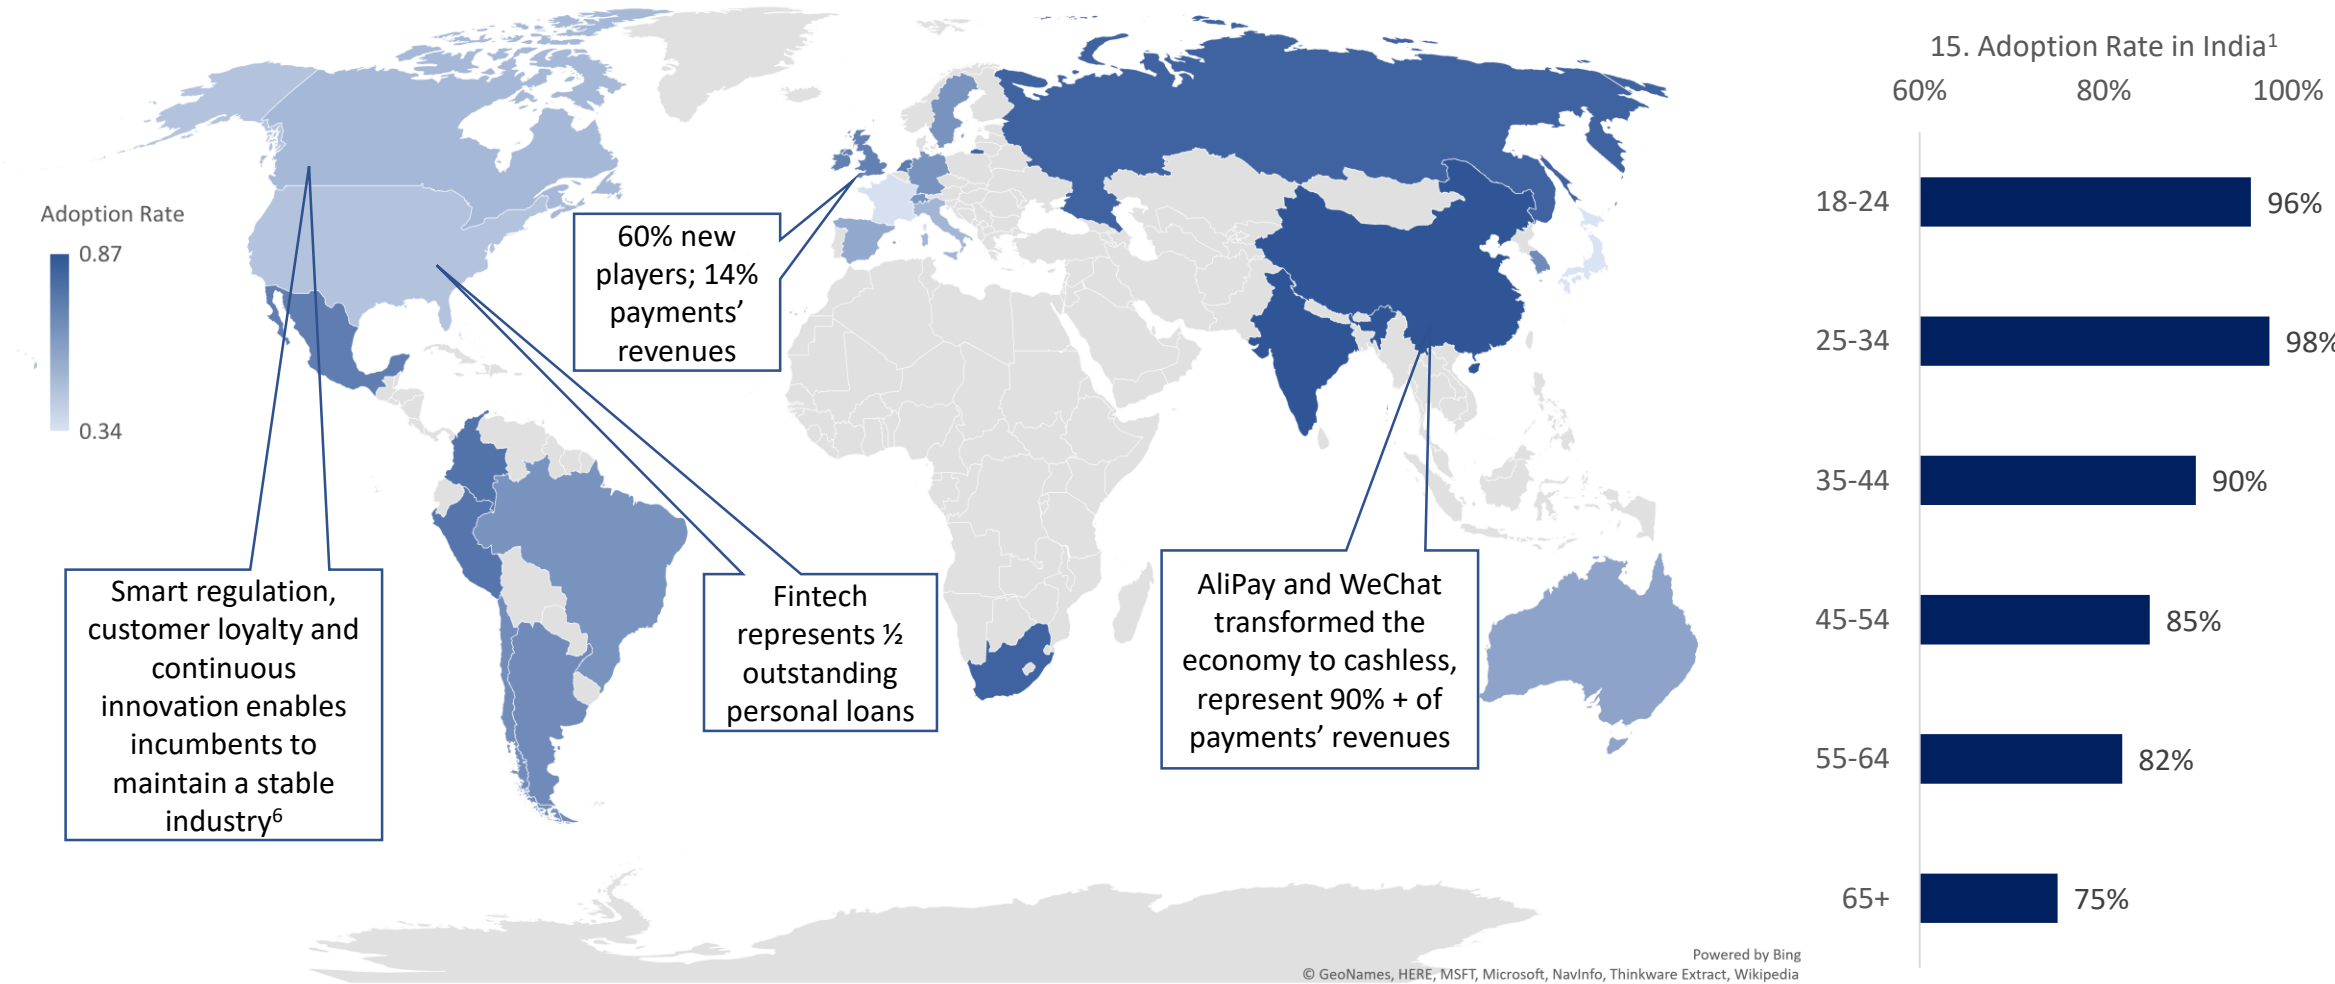 Adoption Rate
0.87
0.34
60% new
players; 14%
payments’
revenues
Smart regulation,
customer loyalty and
continuous
innovation enables
incumbents to
maintain a stable
industry⁶
Fintech
represents ½
outstanding
personal loans
AliPay and WeChat
transformed the
economy to cashless,
represent 90% + of
payments’ revenues
Powered by Bing
© GeoNames, HERE, MSFT, Microsoft, NavInfo, Thinkware Extract, Wikipedia
15. Adoption Rate in India¹
60% 80% 100%
18-24 96%
25-34 98%
35-44 90%
45-54 85%
55-64 82%
65+ 75%